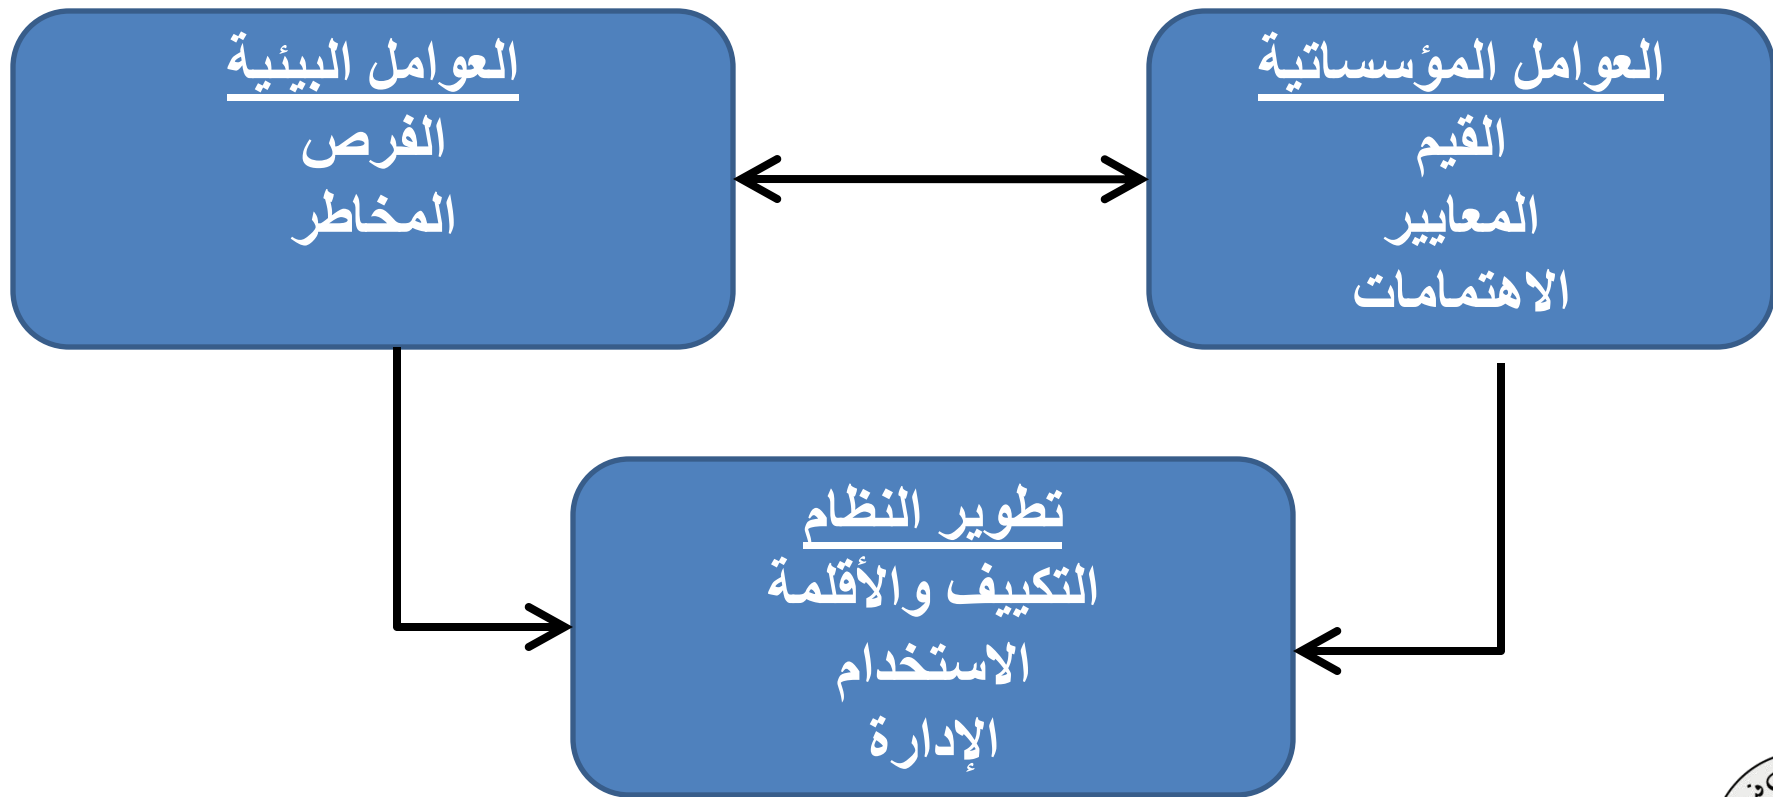 العوامل المؤسساتية
القيم
المعايير
الاهتمامات
العوامل البيئية
الفرص
المخاطر
تطوير النظام
التكييف والأقلمة
الاستخدام
الإدارة